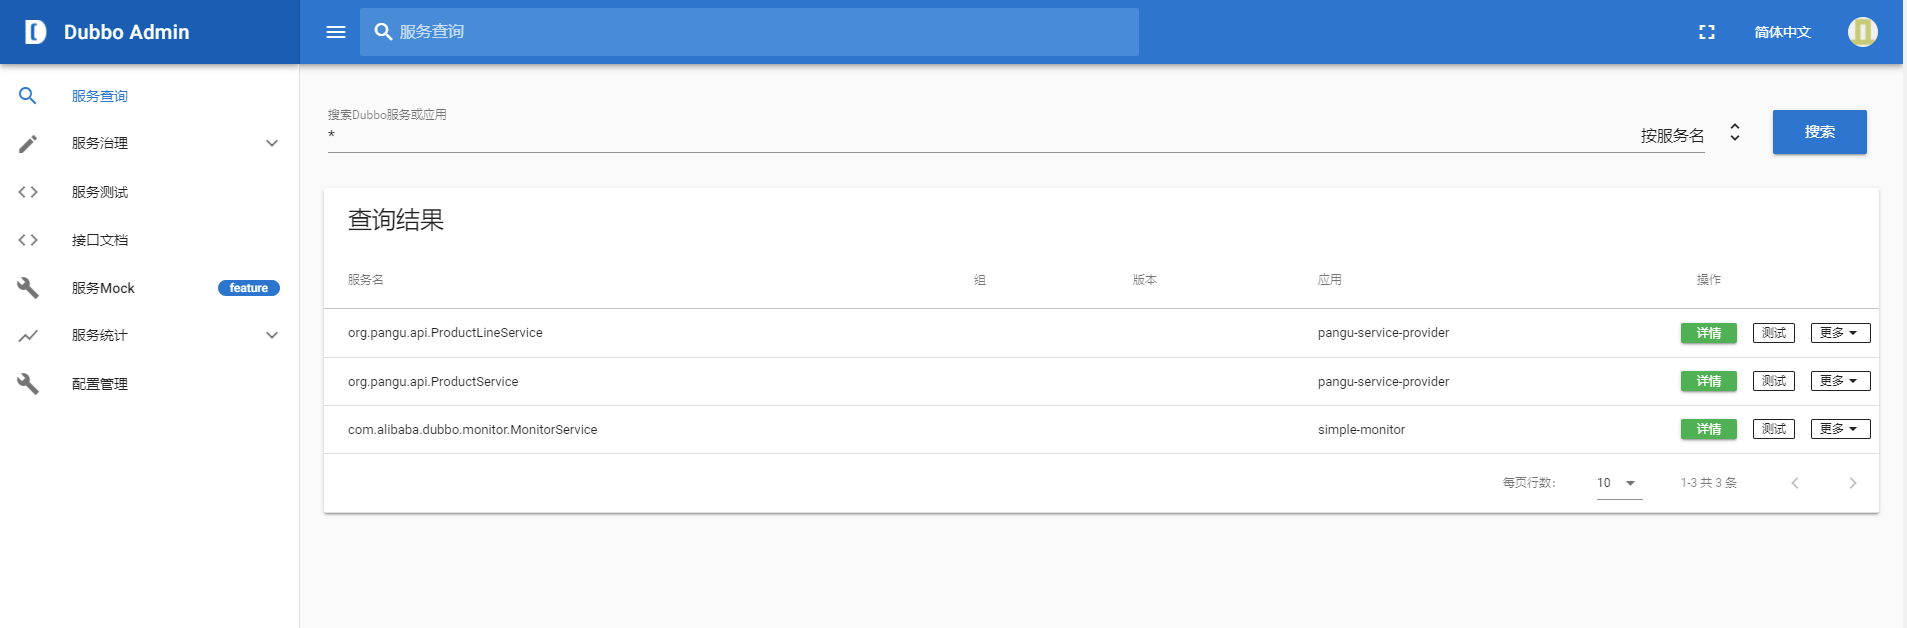 Dubbo Admin
服务查询
简体中文
服务查询
服务治理
服务测试
接口文档
服务Mock feature
服务统计
配置管理
搜索Dubbo服务或应用
*
按服务名
搜索
查询结果
服务名 组 版本 应用 操作
org.pangu.api.ProductLineService pangu-service-provider 详情 测试 更多
org.pangu.api.ProductService pangu-service-provider 详情 测试 更多
com.alibaba.dubbo.monitor.MonitorService simple-monitor 详情 测试 更多
每页行数: 10 1-3 共 3 条